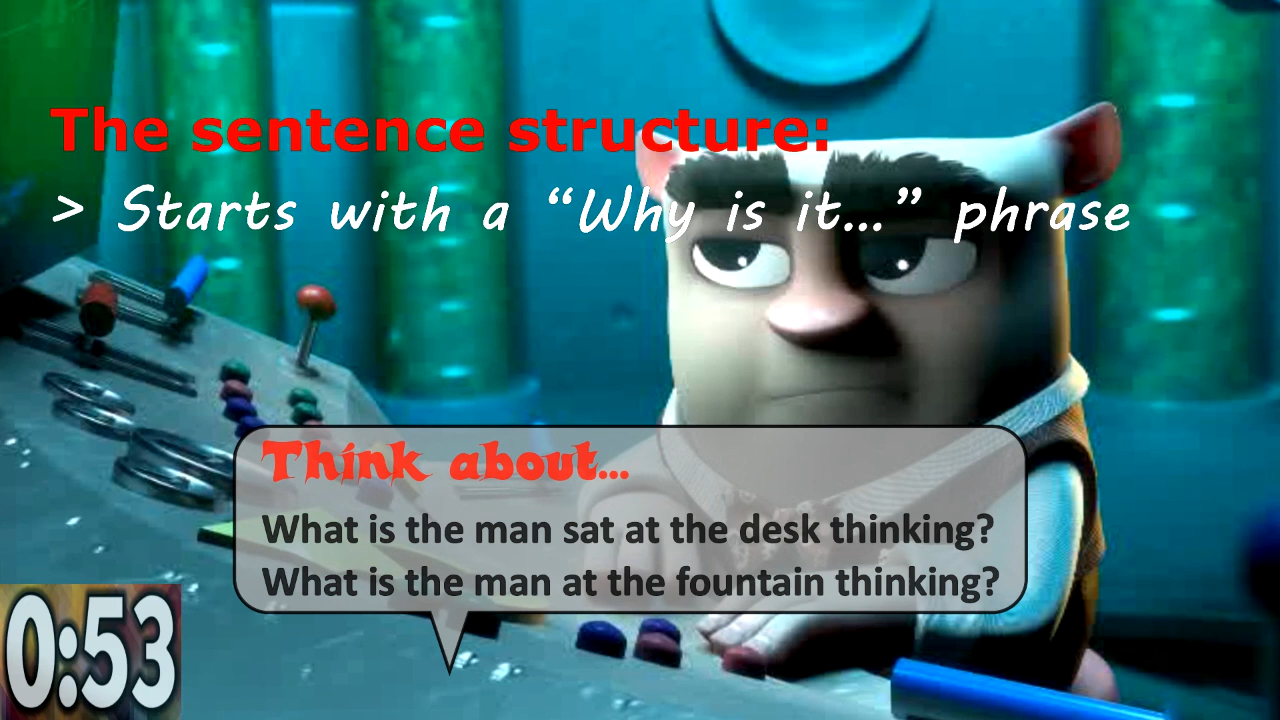 The sentence structure:
> Starts with a “Why is it…” phrase
Think about…
What is the man sat at the desk thinking?
What is the man at the fountain thinking?
0:53